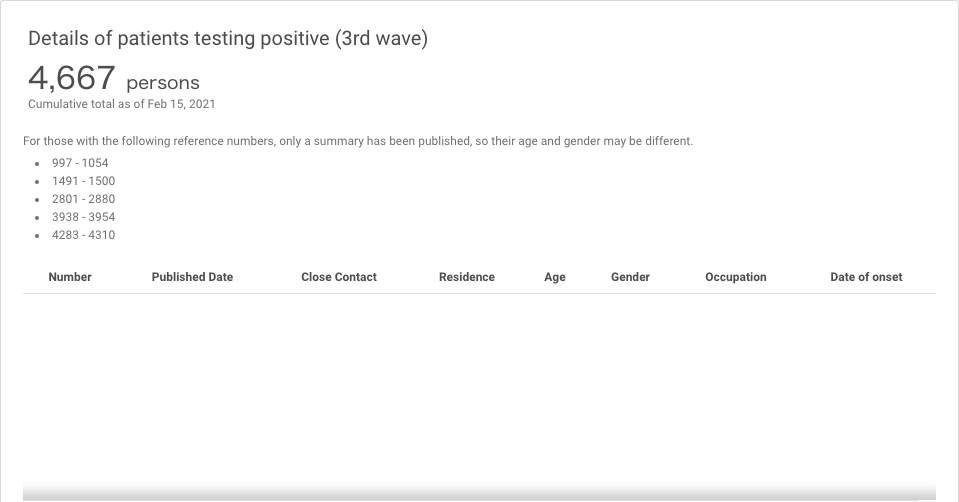 Details of patients testing positive (3rd wave)
4,667 persons
Cumulative total as of Feb 15, 2021
For those with the following reference numbers, only a summary has been published, so their age and gender may be different.
• 997 - 1054
• 1491 - 1500
• 2801 - 2880
• 3938 - 3954
• 4283 - 4310
Number Published Date Close Contact Residence Age Gender Occupation Date of onset